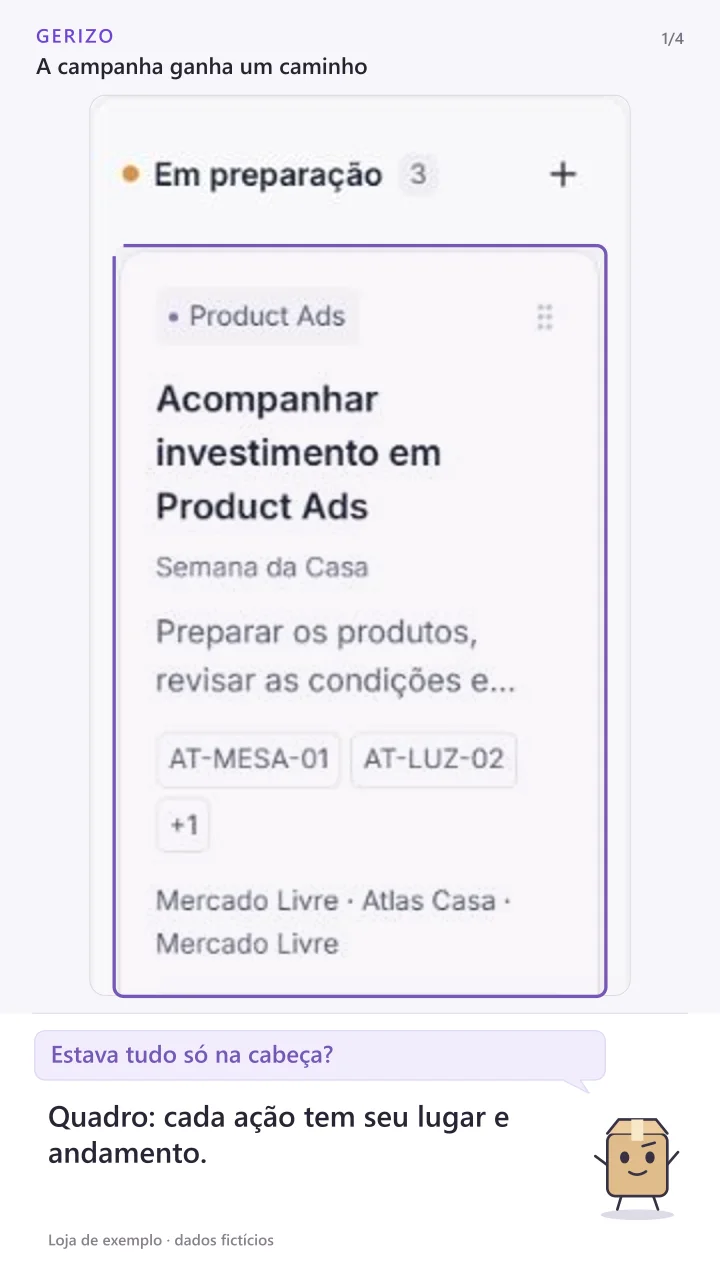 GERIZO
1/4
A campanha ganha um caminho
Em preparação 3 +
Product Ads
Acompanhar
investimento em
Product Ads
Semana da Casa
Preparar os produtos,
revisar as condições e...
AT-MESA-01 AT-LUZ-02
+1
Mercado Livre · Atlas Casa ·
Mercado Livre
Estava tudo só na cabeça?
Quadro: cada ação tem seu lugar e
andamento.
Loja de exemplo · dados fictícios